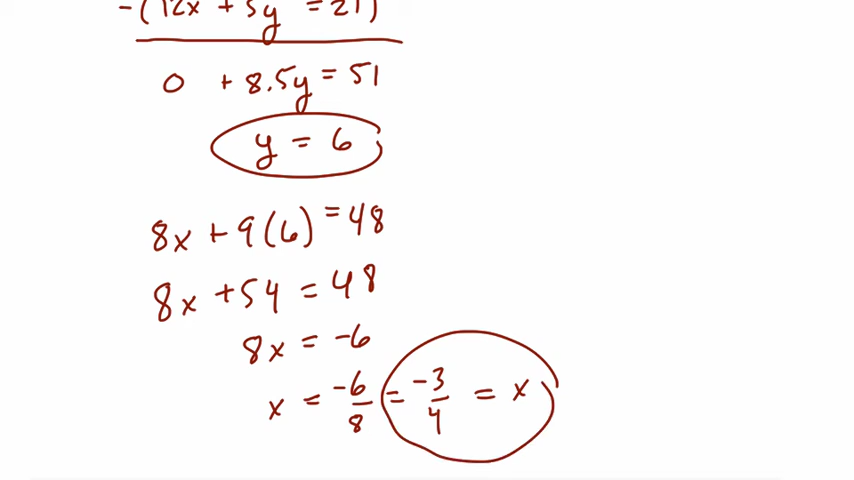 -(12x + 5y = 21)
0 + 8.5y = 51
y = 6
8x + 9(6) = 48
8x + 54 = 48
8x = -6
x = -6/8 = -3/4 = x